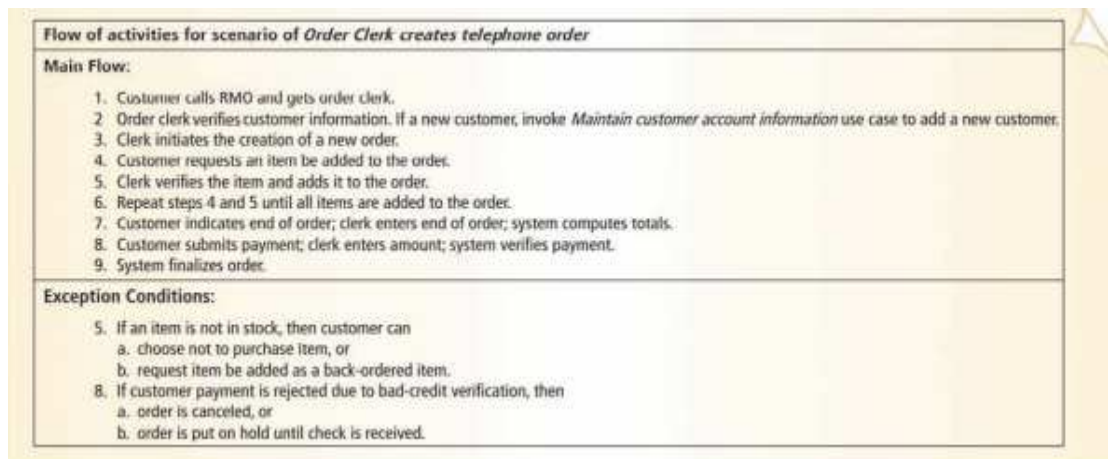 Flow of activities for scenario of Order Clerk creates telephone order
Main Flow:
1. Customer calls RMO and gets order clerk.
2 Order clerk verifies customer information. If a new customer, invoke Maintain customer account information use case to add a new customer.
3. Clerk initiates the creation of a new order.
4. Customer requests an item be added to the order.
5. Clerk verifies the item and adds it to the order.
6. Repeat steps 4 and 5 until all items are added to the order.
7. Customer indicates end of order; clerk enters end of order; system computes totals.
8. Customer submits payment; clerk enters amount; system verifies payment.
9. System finalizes order.
Exception Conditions:
5. If an item is not in stock, then customer can
a. choose not to purchase item, or
b. request item be added as a back-ordered item.
8. If customer payment is rejected due to bad-credit verification, then
a. order is canceled, or
b. order is put on hold until check is received.